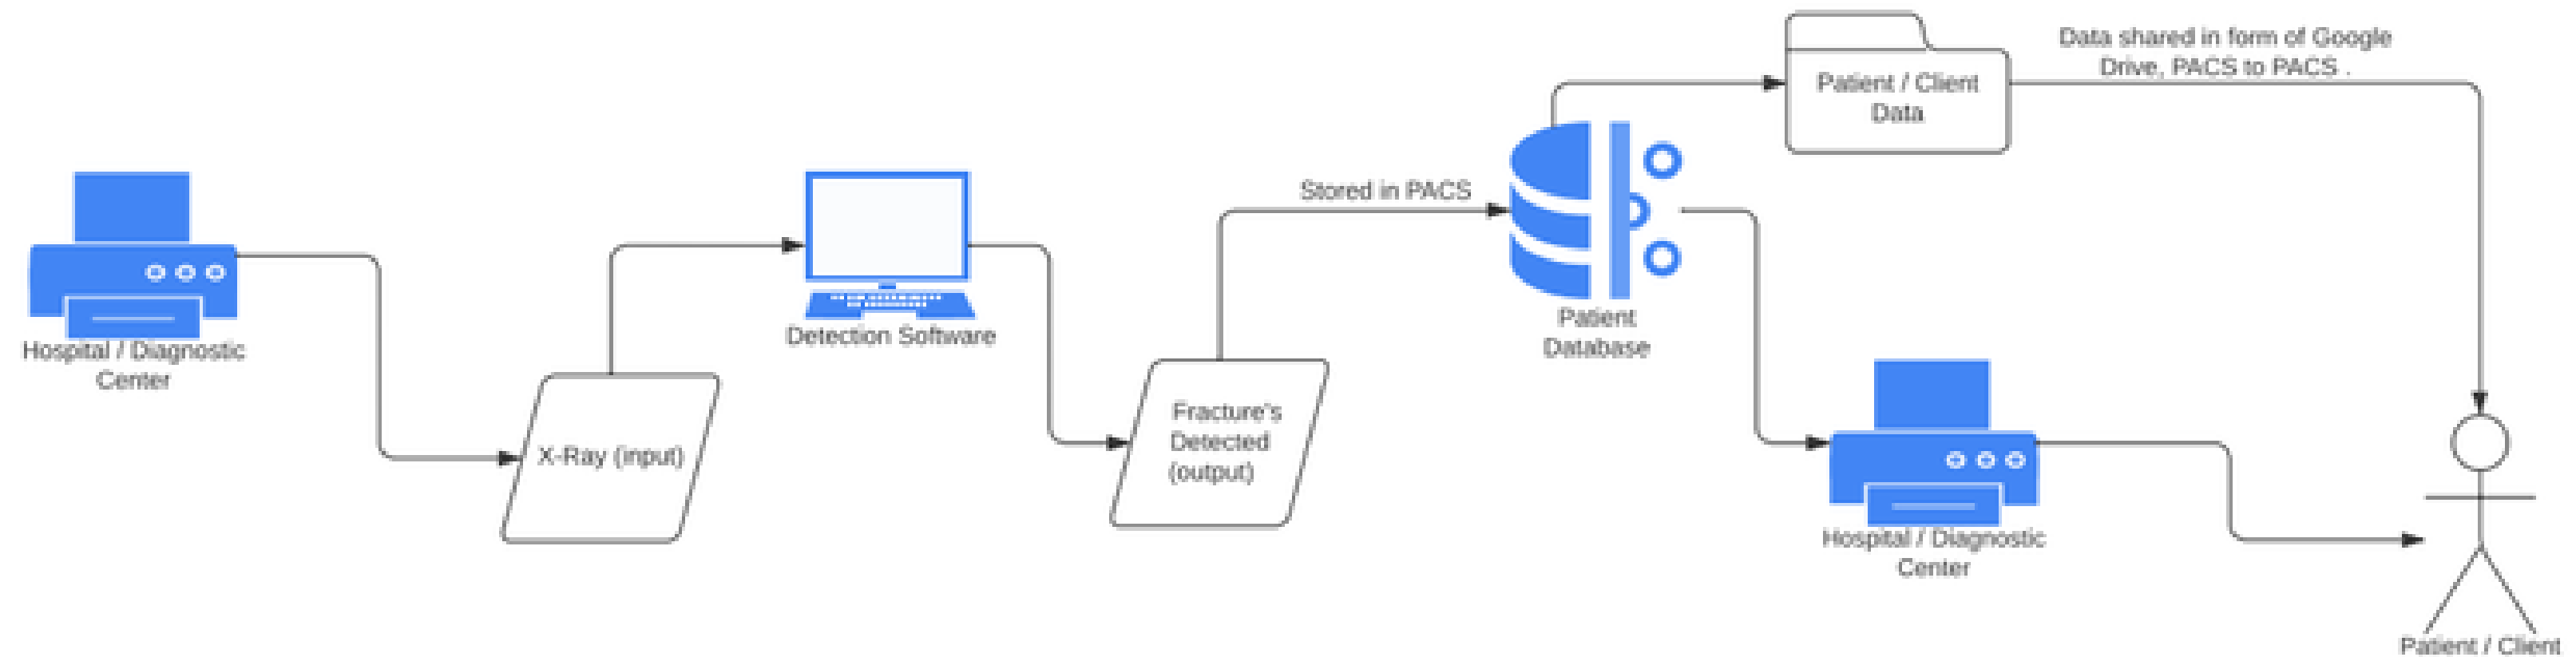 Data shared in form of Google
Drive, PACS to PACS .
Patient / Client
Data
Stored in PACS
Patient
Database
Detection Software
Hospital / Diagnostic
Center
X-Ray (input)
Fracture's
Detected
(output)
Hospital / Diagnostic
Center
Patient / Client